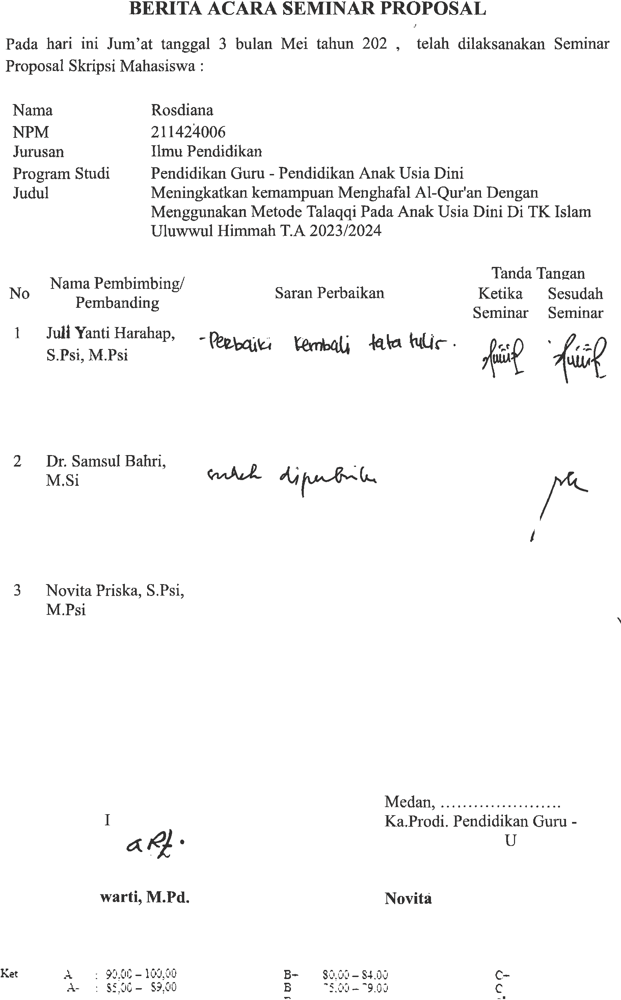 BERITA ACARA SEMINAR PROPOSAL
Pada hari ini Jum'at tanggal 3 bulan Mei tahun 202 , telah dilaksanakan Seminar
Proposal Skripsi Mahasiswa :
Nama Rosdiana
NPM 211424006
Jurusan Ilmu Pendidikan
Program Studi Pendidikan Guru - Pendidikan Anak Usia Dini
Judul Meningkatkan kemampuan Menghafal Al-Qur'an Dengan
Menggunakan Metode Talaqqi Pada Anak Usia Dini Di TK Islam
Uluwwul Himmah T.A 2023/2024
No Nama Pembimbing/ Pembanding Saran Perbaikan Tanda Tangan
Ketika Seminar Sesudah Seminar
1 Juli Yanti Harahap, - Perbaiki kembali tata tulis.
S.Psi, M.Psi
2 Dr. Samsul Bahri, sudah diperbaiki
M.Si
3 Novita Priska, S.Psi,
M.Psi
Medan, ......................
I Ka.Prodi. Pendidikan Guru -
U
warti, M.Pd. Novita
Ket A : 90,00 – 100,00 B+ 80,00 – 84.00 C+
A- : 85,00 – 89,00 B 75.00 – 79.00 C